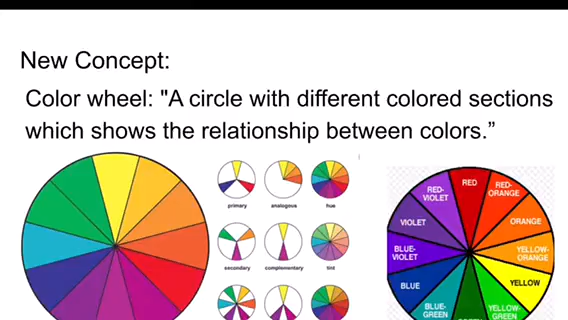 New Concept:
Color wheel: "A circle with different colored sections
which shows the relationship between colors.”
primary
analogous
hue
secondary
complementary
tint
RED
RED-
ORANGE
ORANGE
YELLOW-
ORANGE
YELLOW
YELLOW-
GREEN
BLUE-
GREEN
BLUE
BLUE-
VIOLET
VIOLET
RED-
VIOLET